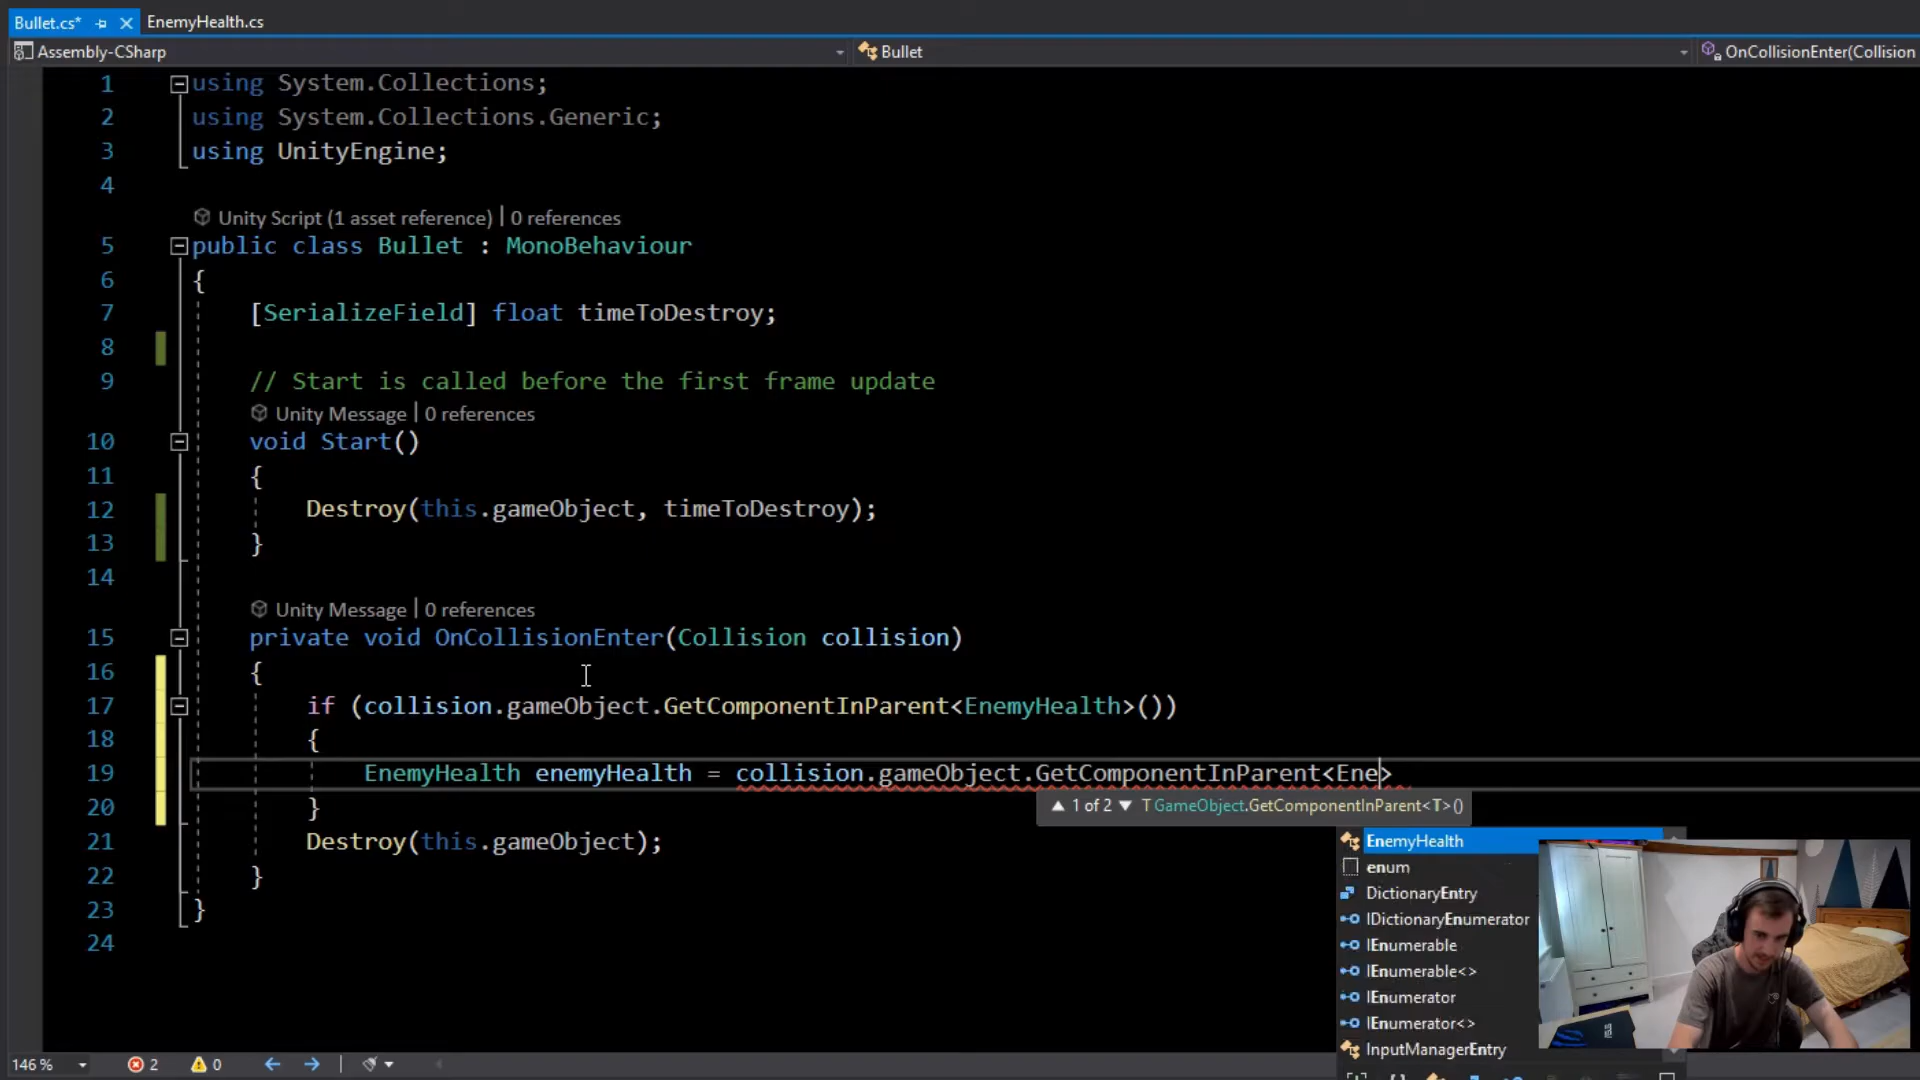 Bullet.cs*
EnemyHealth.cs
Assembly-CSharp
Bullet
OnCollisionEnter(Collision
1 using System.Collections;
2 using System.Collections.Generic;
3 using UnityEngine;
4
Unity Script (1 asset reference) | 0 references
5 public class Bullet : MonoBehaviour
6 {
7 [SerializeField] float timeToDestroy;
8
9 // Start is called before the first frame update
Unity Message | 0 references
10 void Start()
11 {
12 Destroy(this.gameObject, timeToDestroy);
13 }
14
Unity Message | 0 references
15 private void OnCollisionEnter(Collision collision)
16 {
17 if (collision.gameObject.GetComponentInParent<EnemyHealth>())
18 {
19 EnemyHealth enemyHealth = collision.gameObject.GetComponentInParent<Ene>
▲ 1 of 2 ▼ T GameObject.GetComponentInParent<T>()
20 }
21 Destroy(this.gameObject);
22 }
23 }
24
EnemyHealth
enum
DictionaryEntry
IDictionaryEnumerator
IEnumerable
IEnumerable<>
IEnumerator
IEnumerator<>
InputManagerEntry
146 %
2
0